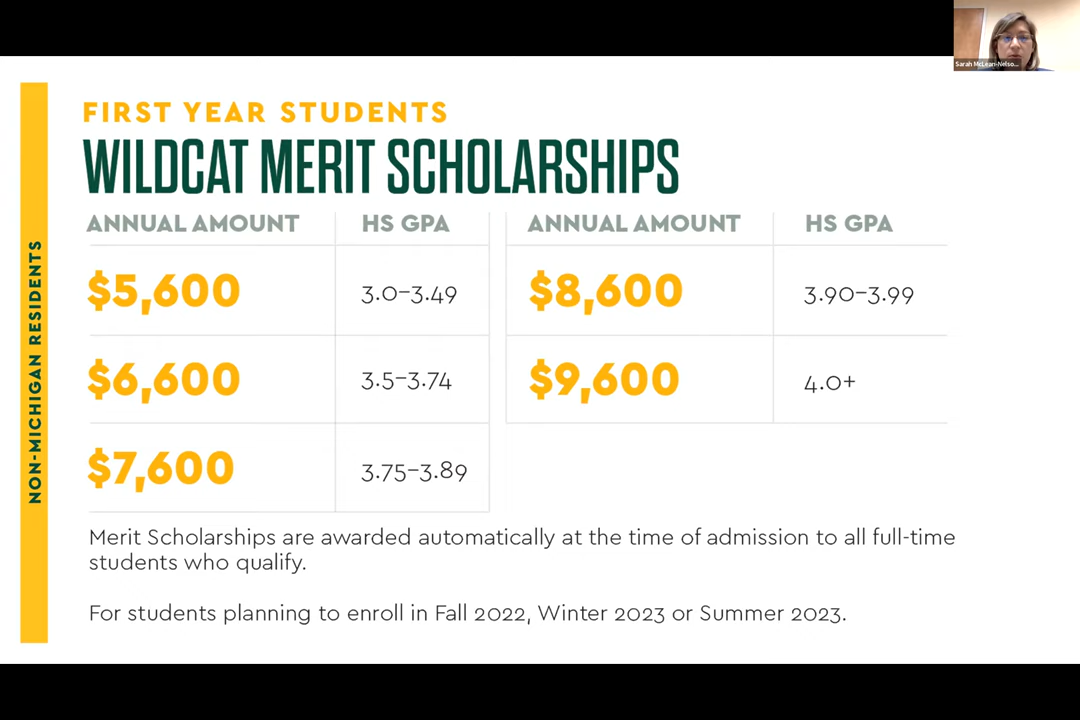 Sarah McLean-Nelso...
FIRST YEAR STUDENTS
WILDCAT MERIT SCHOLARSHIPS
NON-MICHIGAN RESIDENTS
ANNUAL AMOUNT HS GPA
$5,600 3.0–3.49
$6,600 3.5–3.74
$7,600 3.75–3.89
ANNUAL AMOUNT HS GPA
$8,600 3.90–3.99
$9,600 4.0+
Merit Scholarships are awarded automatically at the time of admission to all full-time
students who qualify.
For students planning to enroll in Fall 2022, Winter 2023 or Summer 2023.